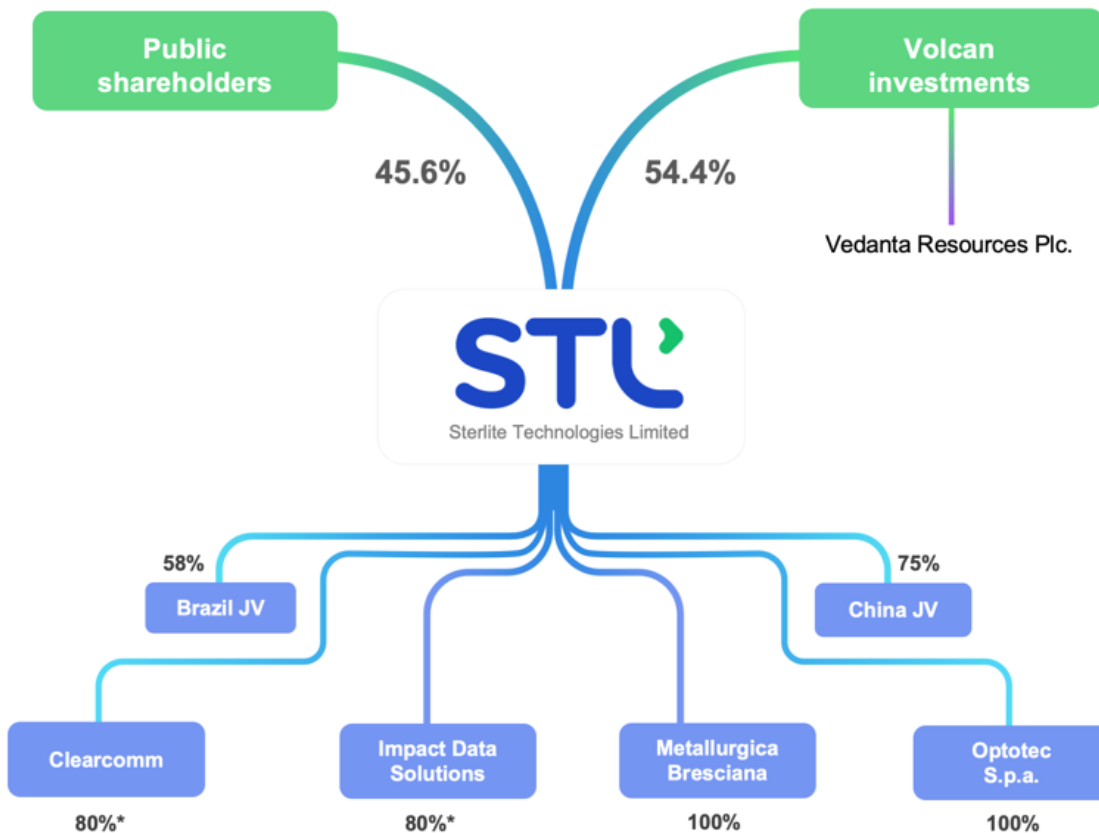 Public
shareholders
Volcan
investments
45.6%
54.4%
Vedanta Resources Plc.
STL
Sterlite Technologies Limited
58%
75%
Brazil JV
China JV
Clearcomm
Impact Data
Solutions
Metallurgica
Bresciana
Optotec
S.p.a.
80%*
80%*
100%
100%